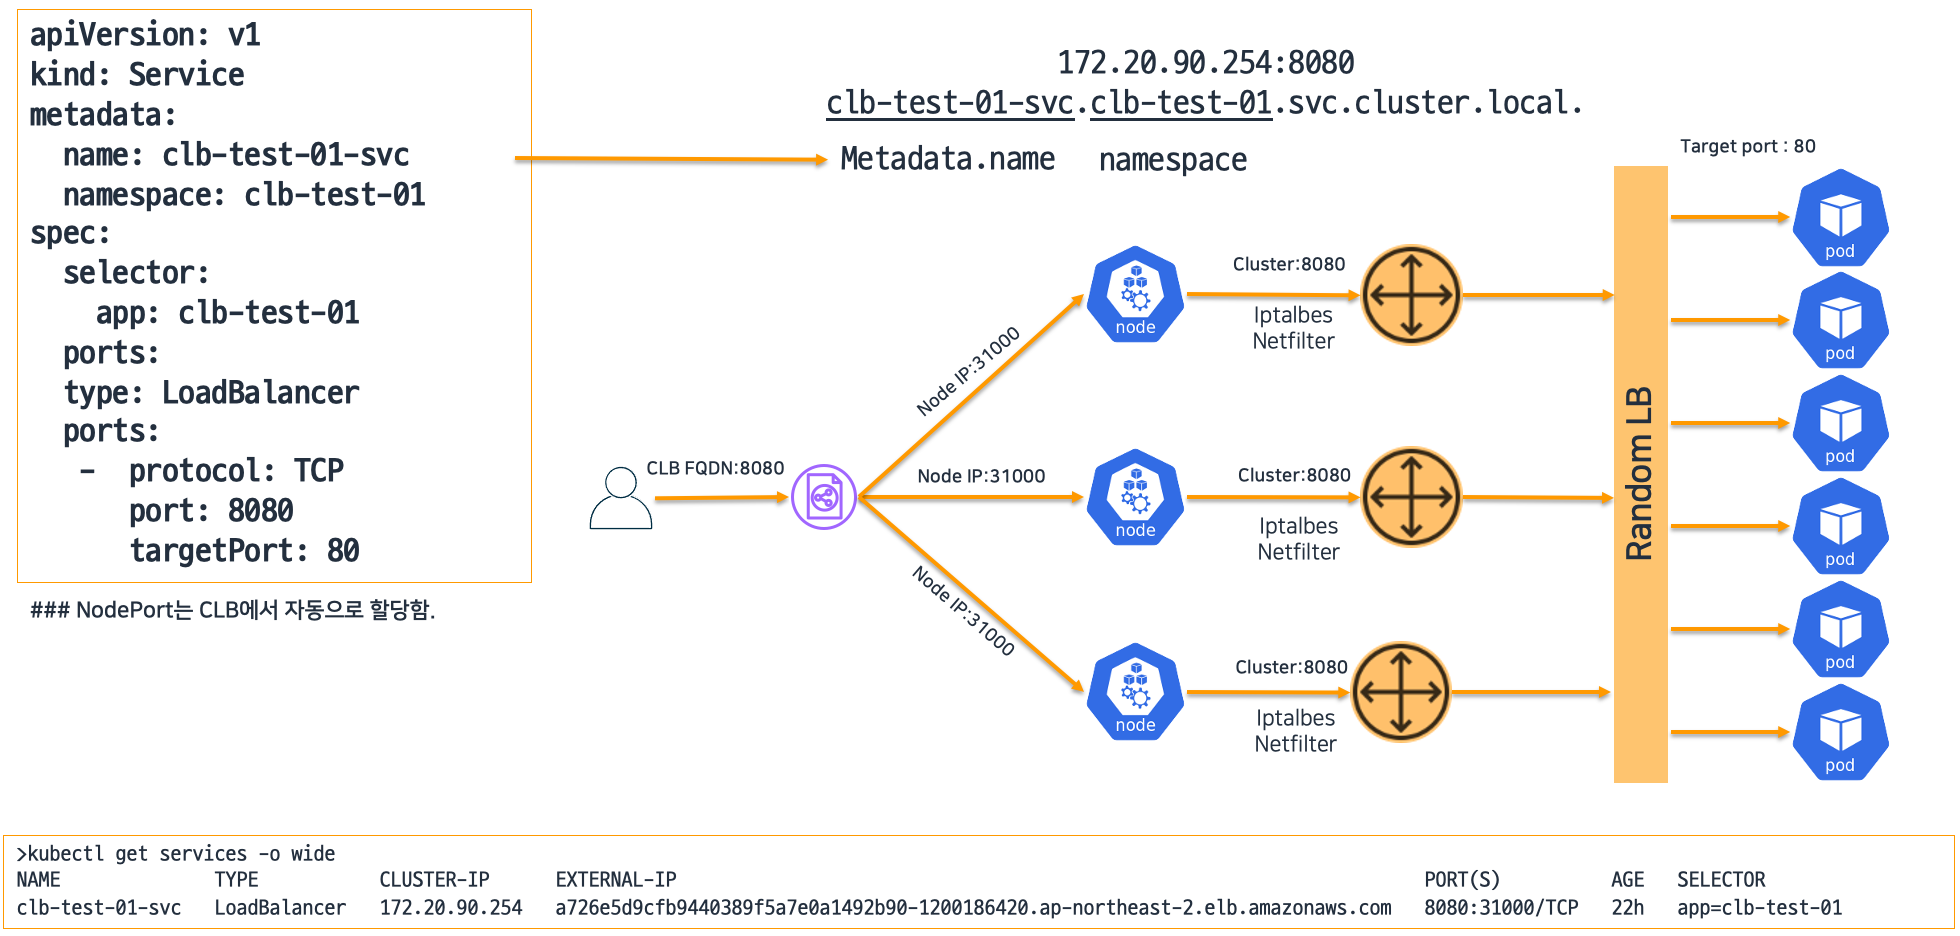 apiVersion: v1
kind: Service
metadata:
  name: clb-test-01-svc
  namespace: clb-test-01
spec:
  selector:
    app: clb-test-01
  ports:
  type: LoadBalancer
  ports:
   -  protocol: TCP
      port: 8080
      targetPort: 80
### NodePort는 CLB에서 자동으로 할당함.
172.20.90.254:8080
clb-test-01-svc.clb-test-01.svc.cluster.local.
Metadata.name namespace
CLB FQDN:8080
Node IP:31000
Node IP:31000
Node IP:31000
node
node
node
Cluster:8080
Iptalbes
Netfilter
Cluster:8080
Iptalbes
Netfilter
Cluster:8080
Iptalbes
Netfilter
Random LB
Target port : 80
pod
pod
pod
pod
pod
pod
>kubectl get services -o wide
NAME TYPE CLUSTER-IP EXTERNAL-IP PORT(S) AGE SELECTOR
clb-test-01-svc LoadBalancer 172.20.90.254 a726e5d9cfb9440389f5a7e0a1492b90-1200186420.ap-northeast-2.elb.amazonaws.com 8080:31000/TCP 22h app=clb-test-01